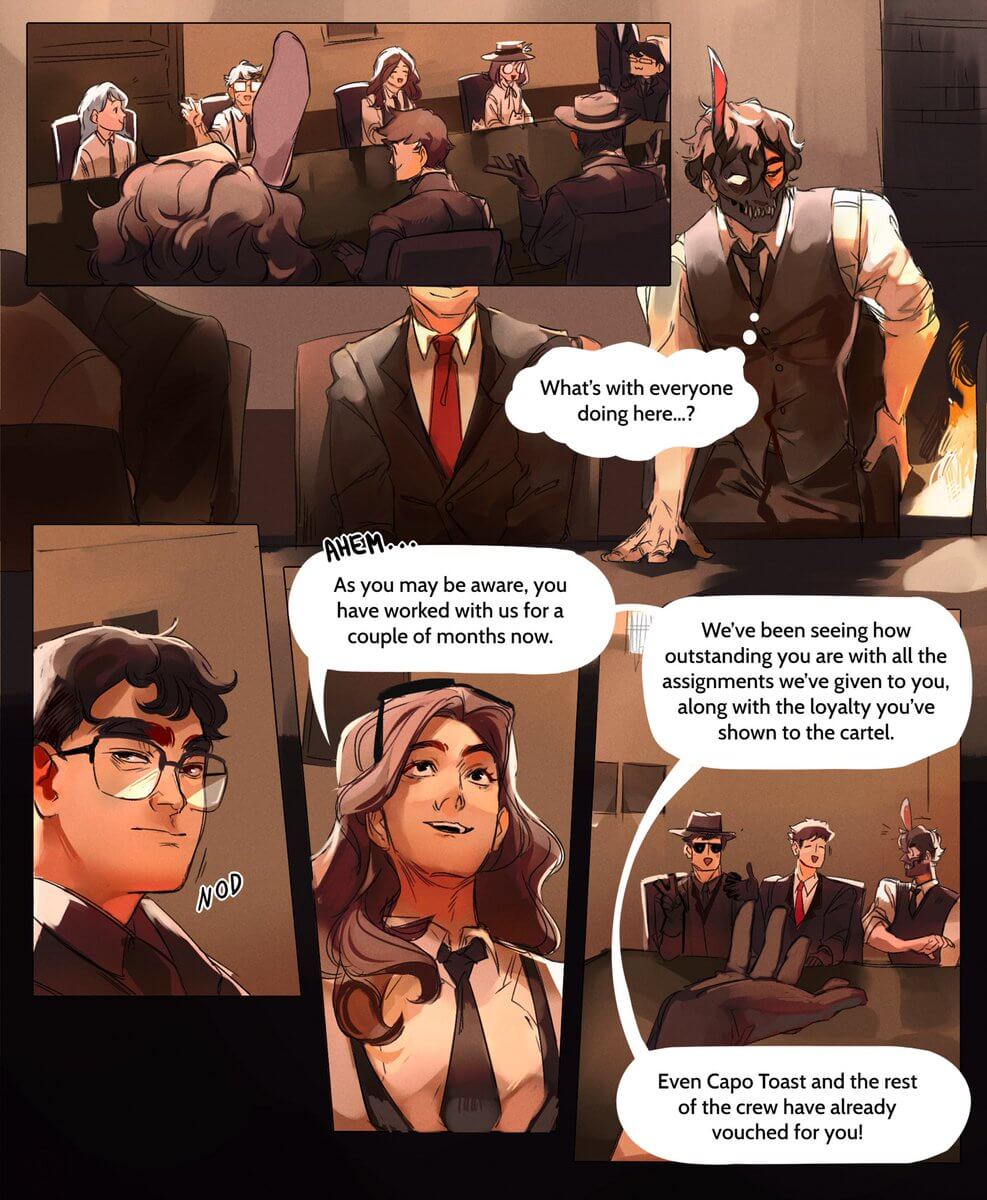 What's with everyone
doing here...?
AHEM...
As you may be aware, you
have worked with us for a
couple of months now.
NOD
We've been seeing how
outstanding you are with all the
assignments we've given to you,
along with the loyalty you've
shown to the cartel.
Even Capo Toast and the rest
of the crew have already
vouched for you!